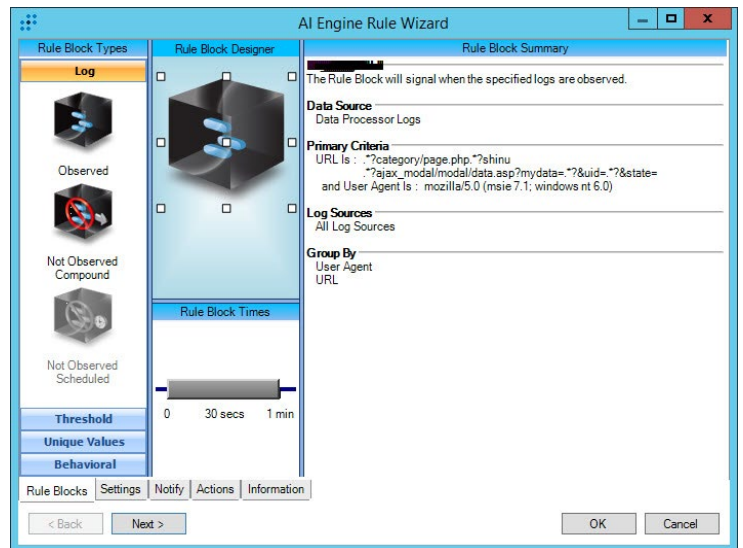 AI Engine Rule Wizard
Rule Block Types
Log
Observed
Not Observed
Compound
Not Observed
Scheduled
Threshold
Unique Values
Behavioral
Rule Block Designer
Rule Block Times
0 30 secs 1 min
Rule Block Summary
The Rule Block will signal when the specified logs are observed.
Data Source
Data Processor Logs
Primary Criteria
URL Is : .*?category/page.php.*?shinu
.*?ajax_modal/modal/data.asp?mydata=.*?&uid=.*?&state=
and User Agent Is : mozilla/5.0 (msie 7.1; windows nt 6.0)
Log Sources
All Log Sources
Group By
User Agent
URL
Rule Blocks Settings Notify Actions Information
< Back Next > OK Cancel